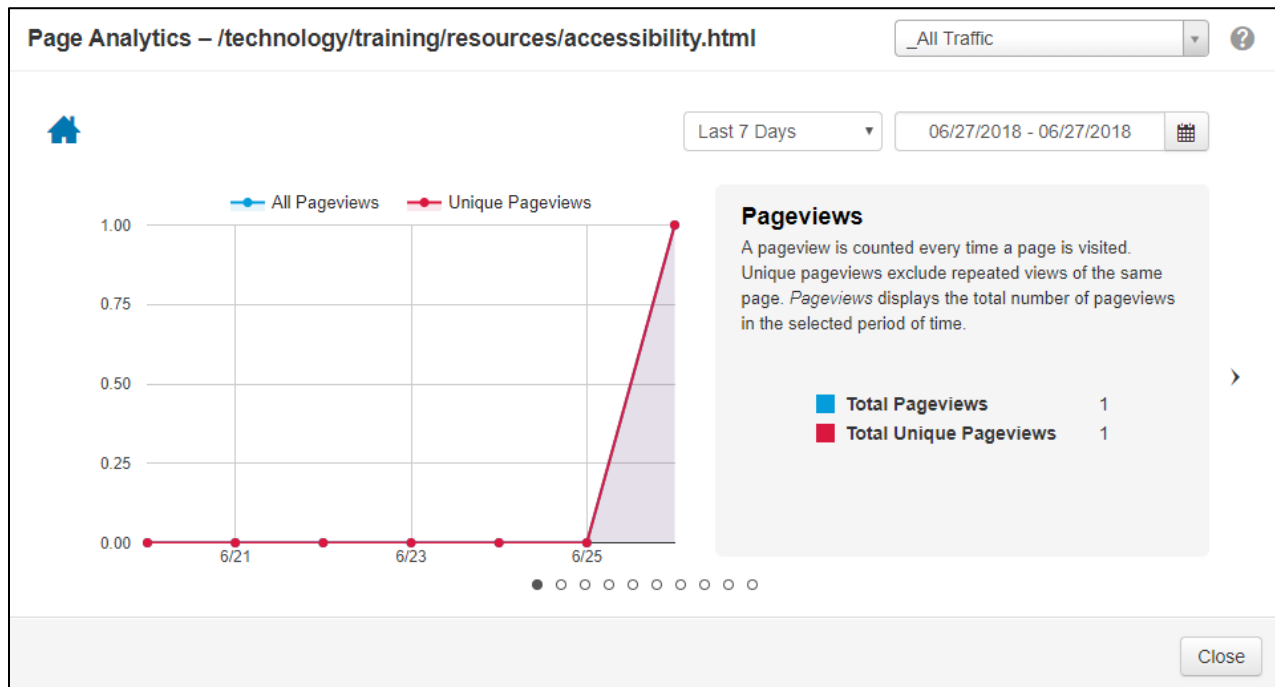 Page Analytics – /technology/training/resources/accessibility.html
_All Traffic
?
Last 7 Days
06/27/2018 - 06/27/2018
All Pageviews
Unique Pageviews
1.00
0.75
0.50
0.25
0.00
6/21
6/23
6/25
Pageviews
A pageview is counted every time a page is visited.
Unique pageviews exclude repeated views of the same
page. Pageviews displays the total number of pageviews
in the selected period of time.
Total Pageviews 1
Total Unique Pageviews 1
Close